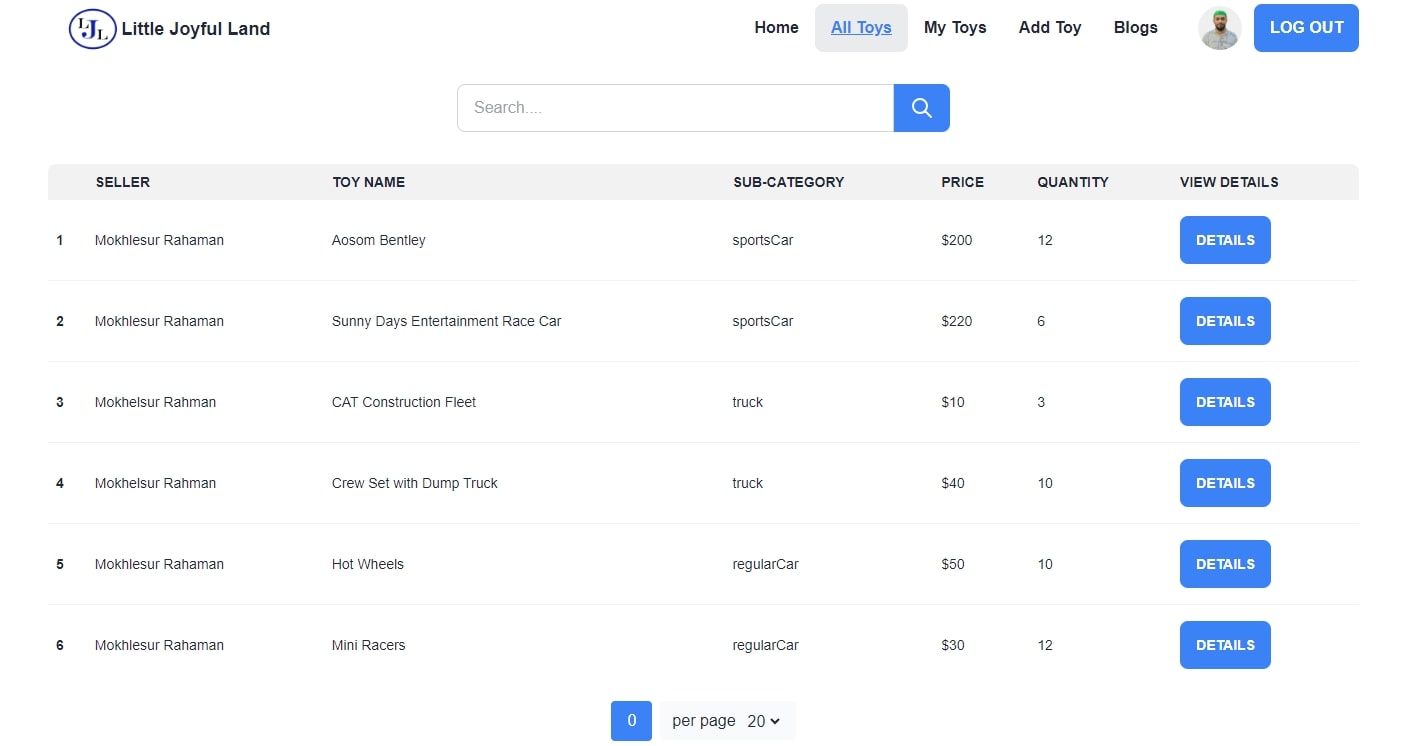 LJL Little Joyful Land Home All Toys My Toys Add Toy Blogs LOG OUT
Search....
SELLER TOY NAME SUB-CATEGORY PRICE QUANTITY VIEW DETAILS
1 Mokhlesur Rahaman Aosom Bentley sportsCar $200 12 DETAILS
2 Mokhlesur Rahaman Sunny Days Entertainment Race Car sportsCar $220 6 DETAILS
3 Mokhelsur Rahman CAT Construction Fleet truck $10 3 DETAILS
4 Mokhelsur Rahman Crew Set with Dump Truck truck $40 10 DETAILS
5 Mokhlesur Rahaman Hot Wheels regularCar $50 10 DETAILS
6 Mokhlesur Rahaman Mini Racers regularCar $30 12 DETAILS
0 per page 20